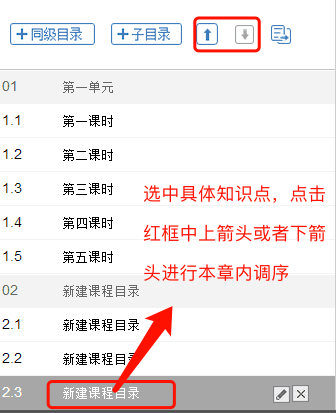 +同级目录 +子目录
01 第一单元
1.1 第一课时
1.2 第二课时
1.3 第三课时
1.4 第四课时
1.5 第五课时
选中具体知识点，点击
红框中上箭头或者下箭
头进行本章内调序
02 新建课程目录
2.1 新建课程目录
2.2 新建课程目录
2.3 新建课程目录